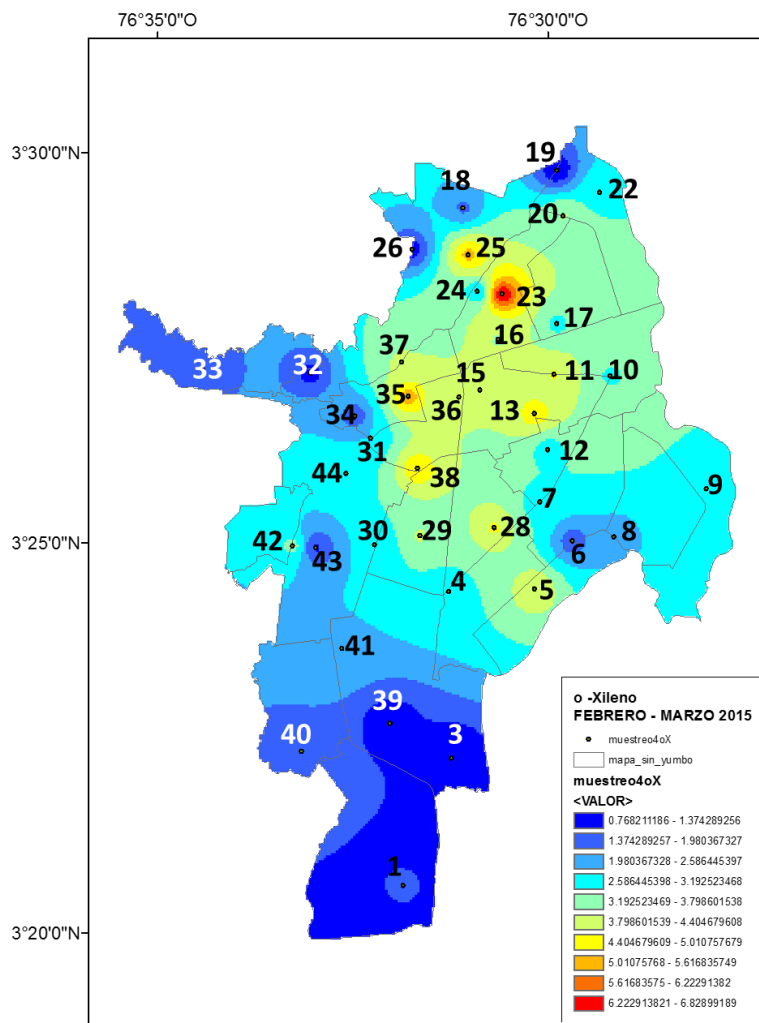 76°35'0"O 76°30'0"O
3°30'0"N
19
18
22
20
26
25
24
23
17
16
37
33
32
15
11
10
35
36
13
34
31
12
38
44
9
7
42
30
29
28
43
6
8
3°25'0"N
4
5
41
39
40
3
1
3°20'0"N
o -Xileno
FEBRERO - MARZO 2015
muestreo4oX
mapa_sin_yumbo
muestreo4oX
<VALOR>
0.768211186 - 1.374289256
1.374289257 - 1.980367327
1.980367328 - 2.586445397
2.586445398 - 3.192523468
3.192523469 - 3.798601538
3.798601539 - 4.404679608
4.404679609 - 5.010757679
5.01075768 - 5.616835749
5.61683575 - 6.22291382
6.222913821 - 6.82899189